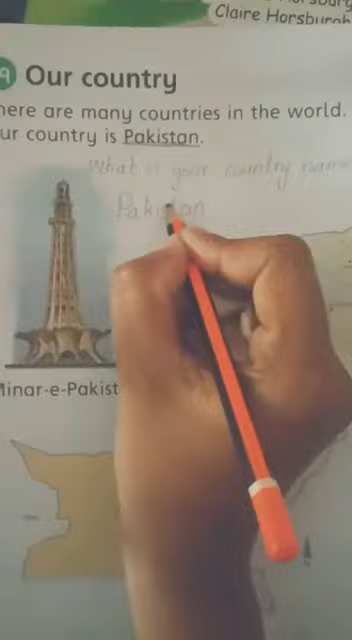 Claire Horsburgh
9 Our country
here are many countries in the world.
ur country is Pakistan.
What is your country name
Pakistan
Minar-e-Pakist